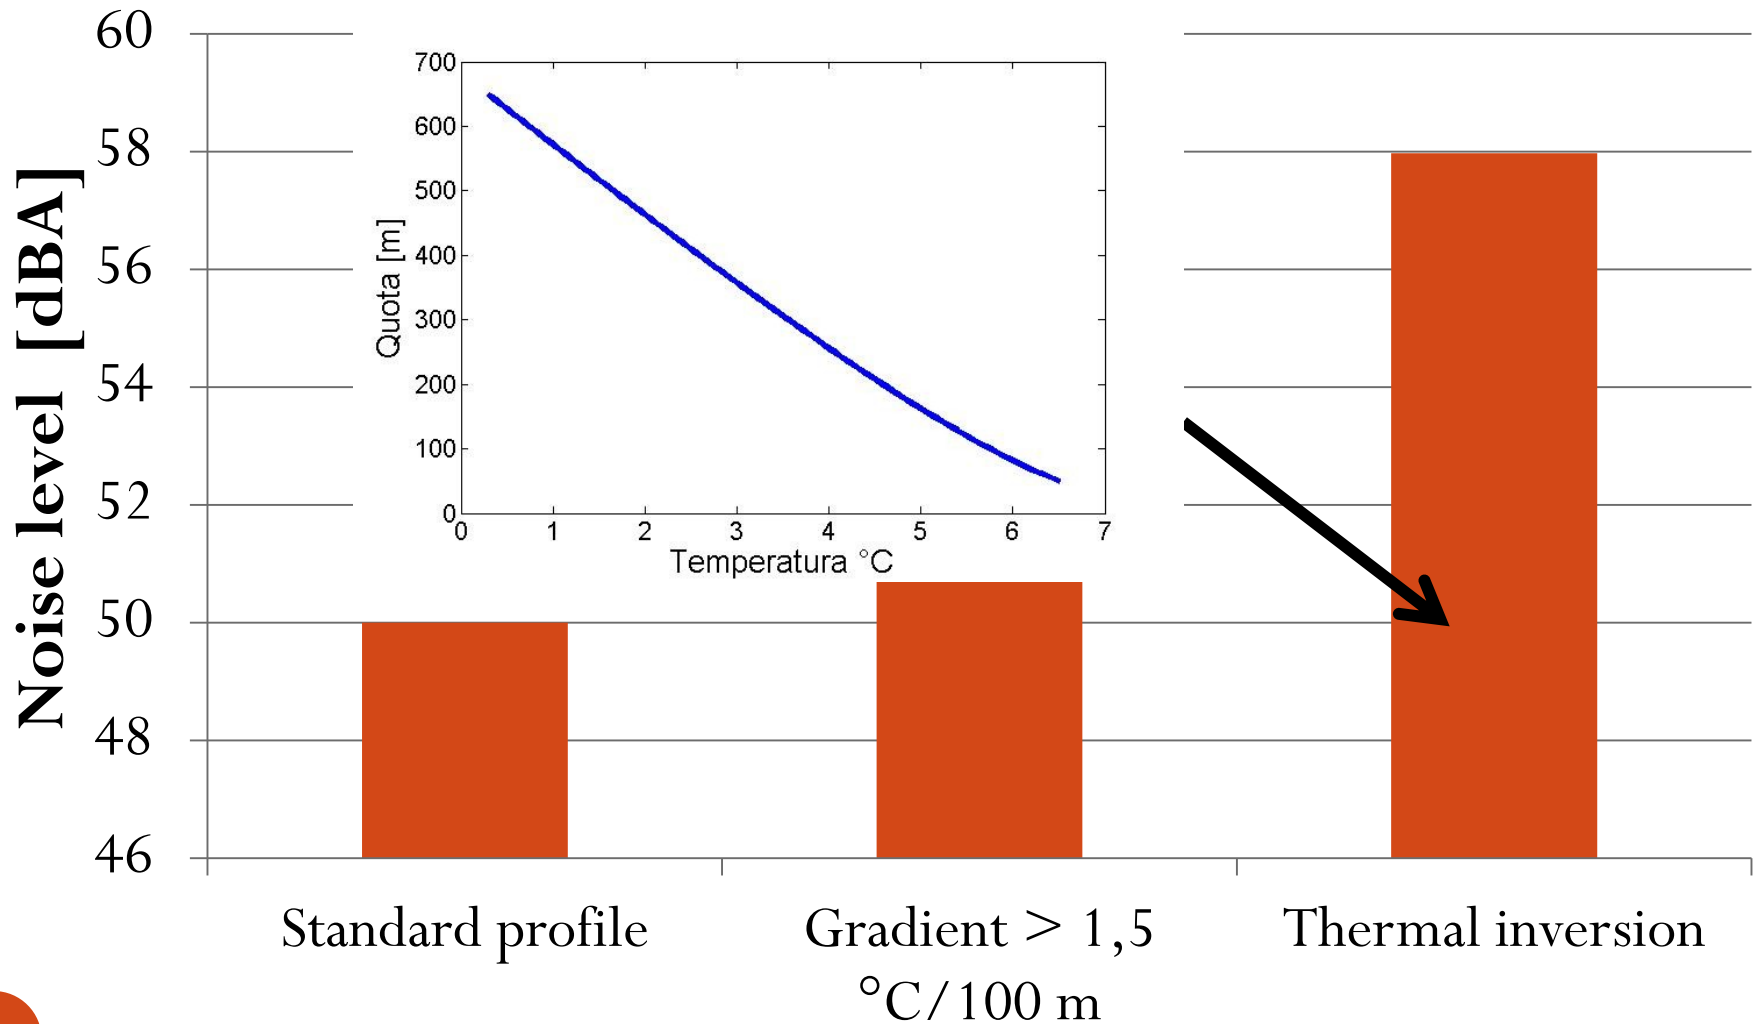 Noise level [dBA]
60
58
56
54
52
50
48
46
Quota [m]
700
600
500
400
300
200
100
0
0 1 2 3 4 5 6 7
Temperatura °C
Standard profile
Gradient > 1,5
°C/100 m
Thermal inversion